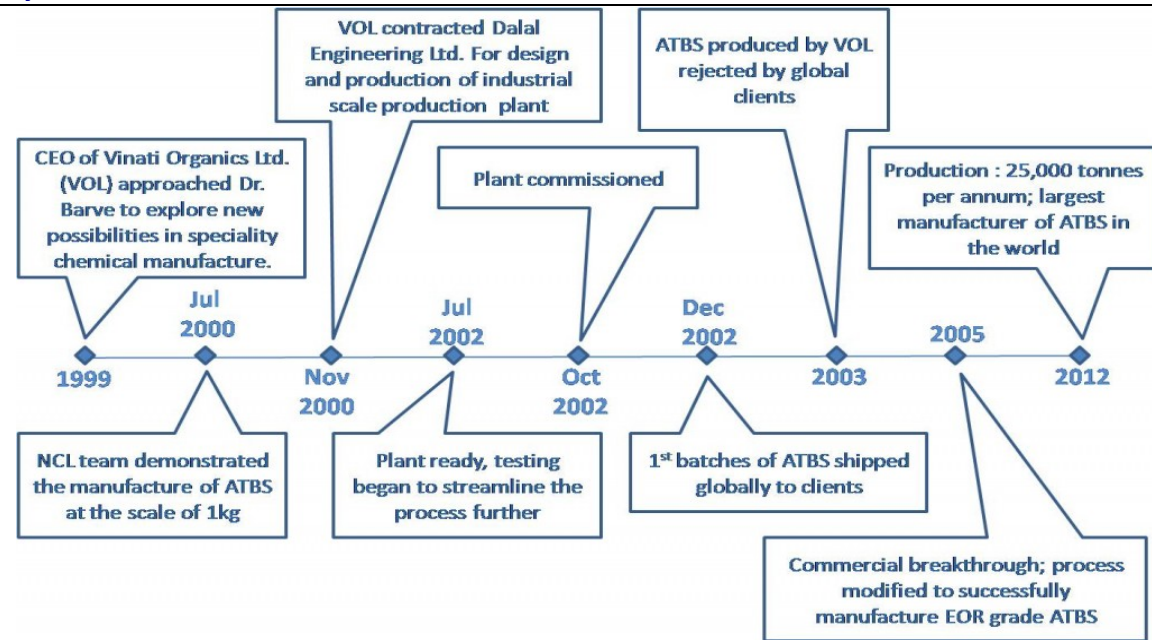 VOL contracted Dalal
Engineering Ltd. For design
and production of industrial
scale production plant
ATBS produced by VOL
rejected by global
clients
CEO of Vinati Organics Ltd.
(VOL) approached Dr.
Barve to explore new
possibilities in speciality
chemical manufacture.
Plant commissioned
Production : 25,000 tonnes
per annum; largest
manufacturer of ATBS in
the world
1999
Jul
2000
Nov
2000
Jul
2002
Oct
2002
Dec
2002
2003
2005
2012
NCL team demonstrated
the manufacture of ATBS
at the scale of 1kg
Plant ready, testing
began to streamline the
process further
1st batches of ATBS shipped
globally to clients
Commercial breakthrough; process
modified to successfully
manufacture EOR grade ATBS